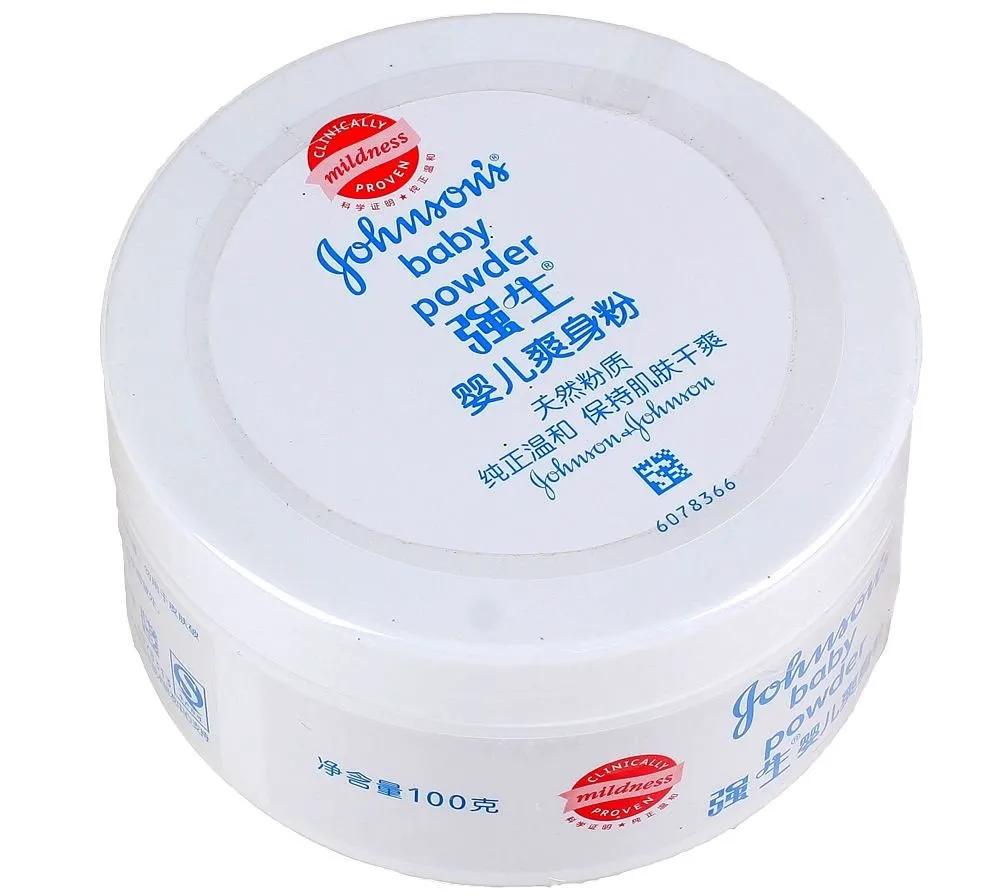 CLINICALLY
mildness
PROVEN
科学证明★纯正温和
Johnson's®
baby
powder
强生®
婴儿爽身粉
天然粉质
纯正温和 保持肌肤干爽
Johnson & Johnson
6078366
净含量100克
CLINICALLY
mildness
PROVEN
科学证明★纯正温和
Johnson's
baby
powder
强生®婴儿爽身